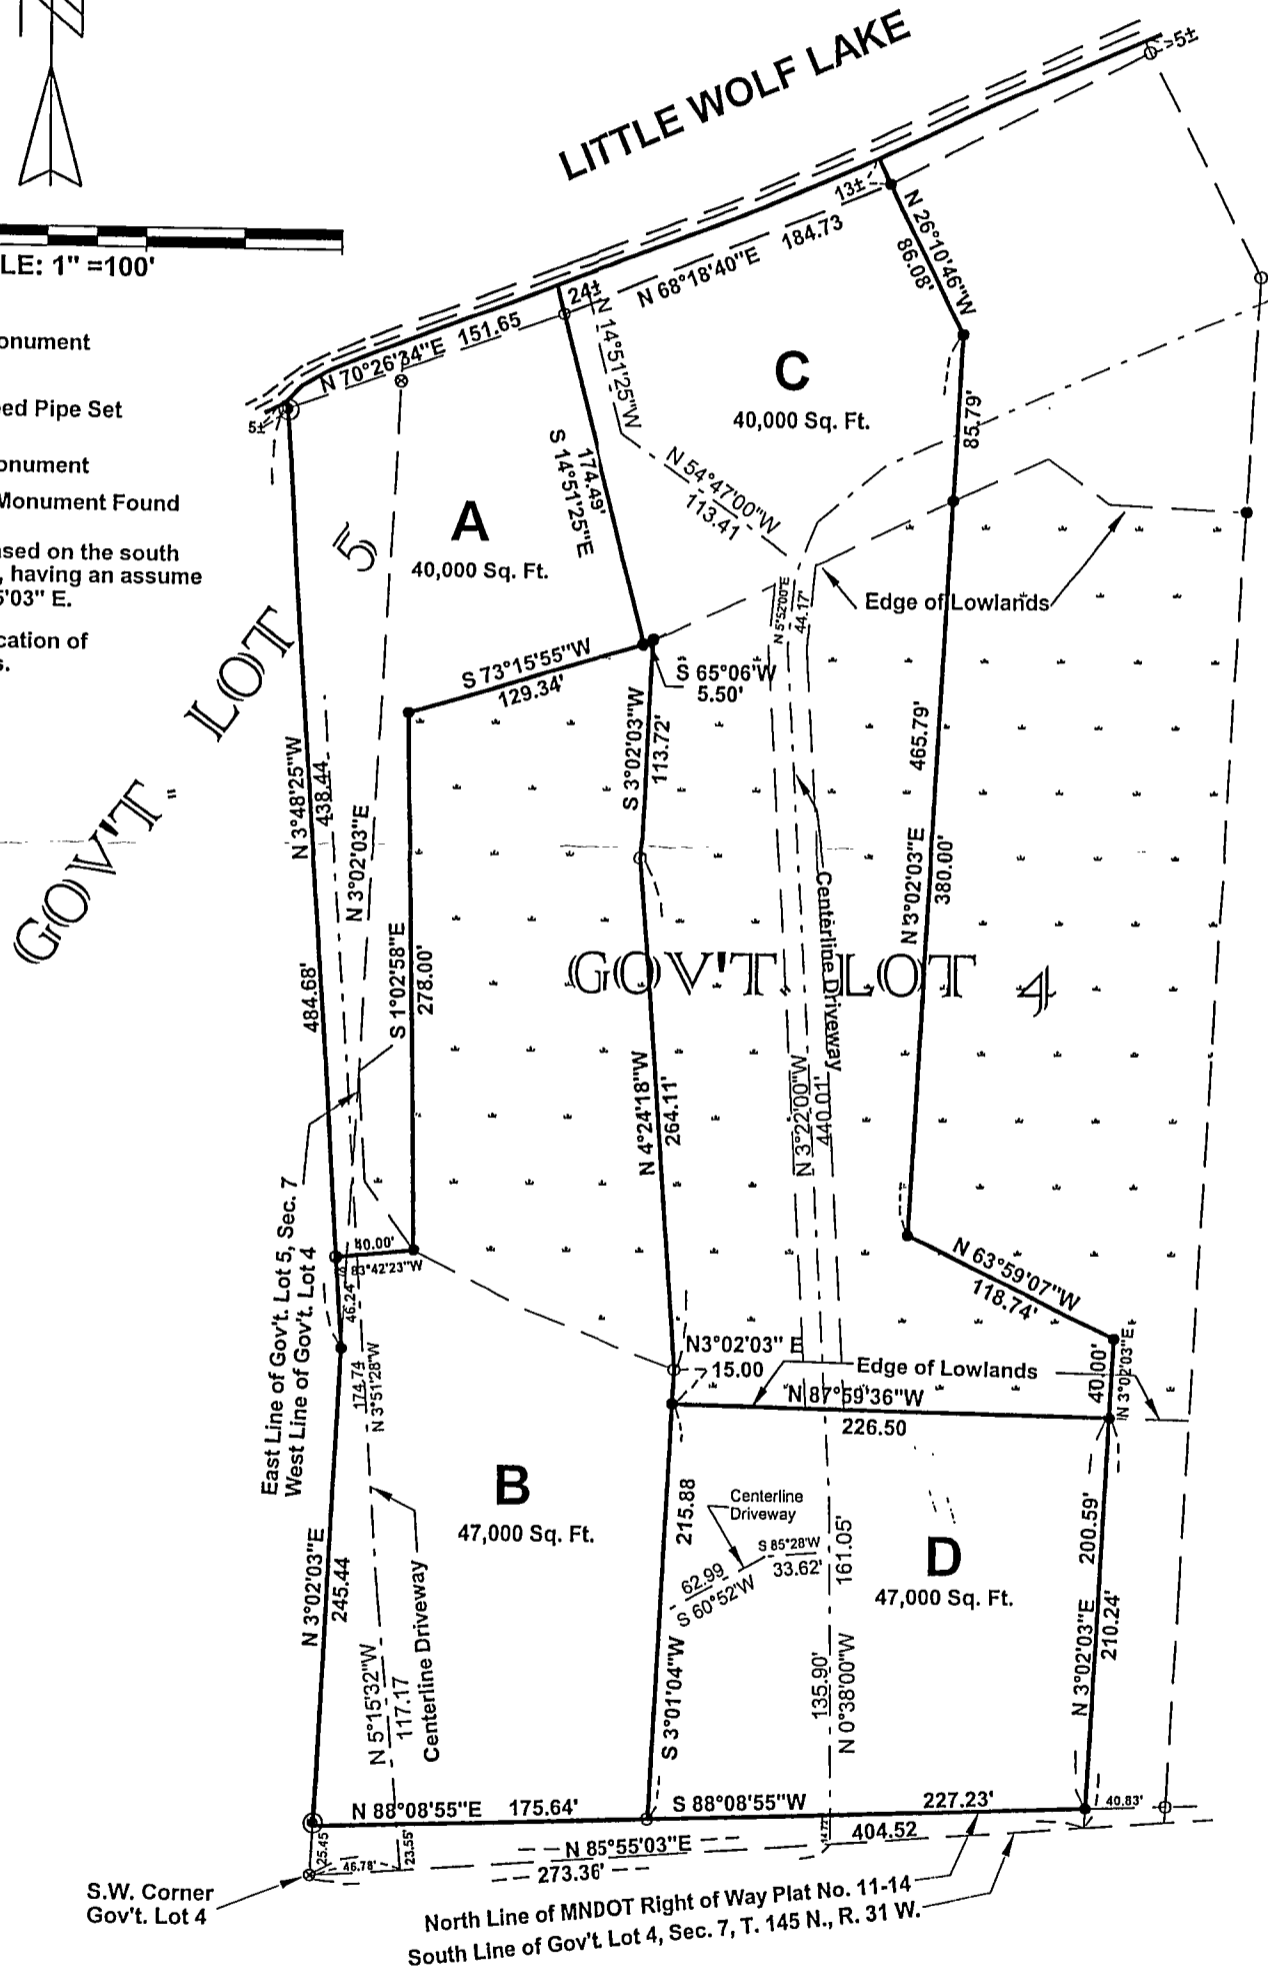 LITTLE WOLF LAKE
5±
13±
N 26°10'46"W
86.08'
184.73
N 68°18'40"E
LE: 1" =100'
24±
N 14°51'25"W
151.65
N 70°26'34"E
5±
onument
ed Pipe Set
onument
Monument Found
ased on the south
, having an assume
5'03" E.
cation of
s.
C
40,000 Sq. Ft.
85.79'
174.49'
S 14°51'25"E
N 54°47'00"W
113.41
A
40,000 Sq. Ft.
GOV'T. LOT 5
N 5°52'00"E
44.17'
Edge of Lowlands
S 73°15'55"W
129.34'
S 65°06'W
5.50'
S 3°02'03"W
113.72'
465.79'
N 3°48'25"W
438.44
N 3°02'03"E
484.68'
S 1°02'58"E
278.00'
N 3°02'03"E
380.00'
Centerline Driveway
GOV'T. LOT 4
N 4°24'18"W
264.11'
N 3°22'00"W
440.01'
East Line of Gov't. Lot 5, Sec. 7
West Line of Gov't. Lot 4
40.00'
S 83°42'23"W
46.24'
N 63°59'07"W
118.74'
174.74
N 3°51'28"W
N3°02'03" E
15.00
Edge of Lowlands
40.00'
N 3°02'03"E
N 87°59'36"W
226.50
B
47,000 Sq. Ft.
215.88
Centerline
Driveway
S 85°28'W
33.62'
62.99
S 60°52'W
161.05'
D
47,000 Sq. Ft.
200.59'
N 3°02'03"E
245.44
N 5°15'32"W
117.17
Centerline Driveway
S 3°01'04"W
135.90'
N 0°38'00"W
N 3°02'03"E
210.24'
N 88°08'55"E 175.64'
S 88°08'55"W 227.23'
40.83'
25.45'
46.78'
23.55'
N 85°55'03"E
273.36'
14.77'
404.52
S.W. Corner
Gov't. Lot 4
North Line of MNDOT Right of Way Plat No. 11-14
South Line of Gov't. Lot 4, Sec. 7, T. 145 N., R. 31 W.